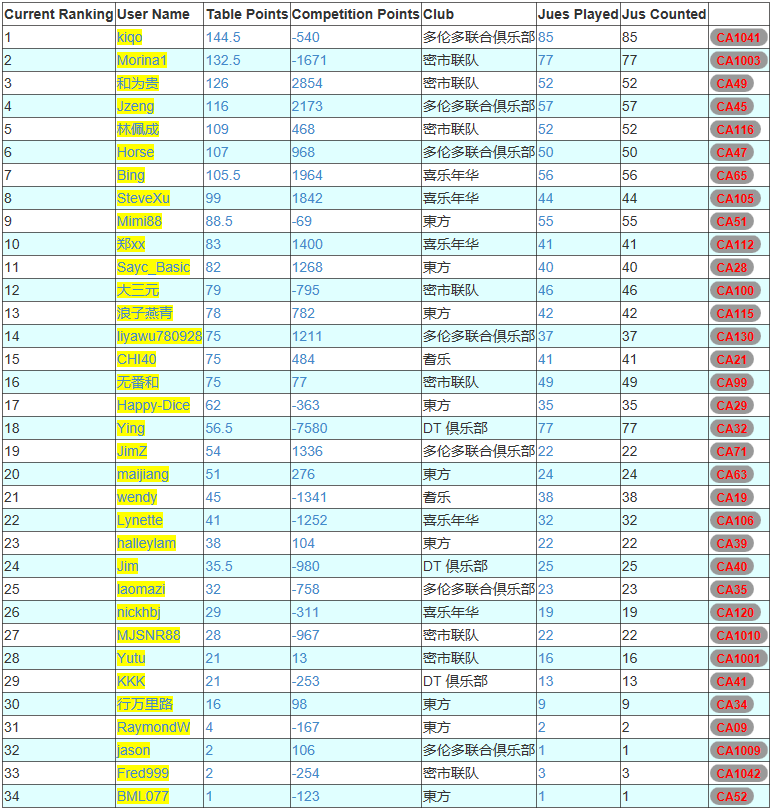 Current Ranking User Name Table Points Competition Points Club Jues Played Jus Counted
1 kiqo 144.5 -540 多伦多联合俱乐部 85 85 CA1041
2 Morina1 132.5 -1671 密市联队 77 77 CA1003
3 和为贵 126 2854 密市联队 52 52 CA49
4 Jzeng 116 2173 多伦多联合俱乐部 57 57 CA45
5 林佩成 109 468 密市联队 52 52 CA116
6 Horse 107 968 多伦多联合俱乐部 50 50 CA47
7 Bing 105.5 1964 喜乐年华 56 56 CA65
8 SteveXu 99 1842 喜乐年华 44 44 CA105
9 Mimi88 88.5 -69 東方 55 55 CA51
10 郑xx 83 1400 喜乐年华 41 41 CA112
11 Sayc_Basic 82 1268 東方 40 40 CA28
12 大三元 79 -795 密市联队 46 46 CA100
13 浪子燕青 78 782 東方 42 42 CA115
14 liyawu780928 75 1211 多伦多联合俱乐部 37 37 CA130
15 CHI40 75 484 耆乐 41 41 CA21
16 无番和 75 77 密市联队 49 49 CA99
17 Happy-Dice 62 -363 東方 35 35 CA29
18 Ying 56.5 -7580 DT 俱乐部 77 77 CA32
19 JimZ 54 1336 多伦多联合俱乐部 22 22 CA71
20 maijiang 51 276 東方 24 24 CA63
21 wendy 45 -1341 耆乐 38 38 CA19
22 Lynette 41 -1252 喜乐年华 32 32 CA106
23 halleylam 38 104 東方 22 22 CA39
24 Jim 35.5 -980 DT 俱乐部 25 25 CA40
25 laomazi 32 -758 多伦多联合俱乐部 23 23 CA35
26 nickhbj 29 -311 喜乐年华 19 19 CA120
27 MJSNR88 28 -967 密市联队 22 22 CA1010
28 Yutu 21 13 密市联队 16 16 CA1001
29 KKK 21 -253 DT 俱乐部 13 13 CA41
30 行万里路 16 98 東方 9 9 CA34
31 RaymondW 4 -167 東方 2 2 CA09
32 jason 2 106 多伦多联合俱乐部 1 1 CA1009
33 Fred999 2 -254 密市联队 3 3 CA1042
34 BML077 1 -123 東方 1 1 CA52